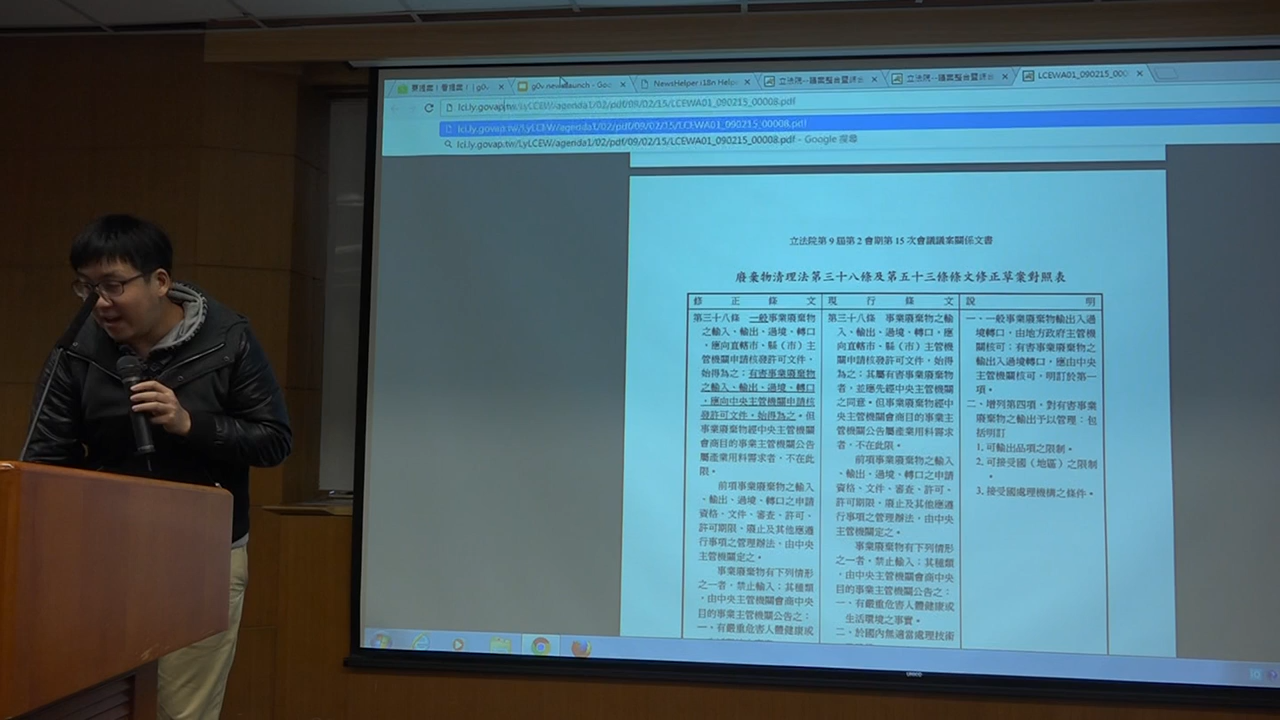 g0v new launch - Goo
NewsHelper i18n Help
立法院--議案整合暨綜合
立法院--議案整合暨綜合
LCEWA01_090215_000
lci.ly.gov.tw/LyLCEW/agenda1/02/pdf/09/02/15/LCEWA01_090215_00008.pdf
lci.ly.govap.tw/LyLCEW/agenda1/02/pdf/09/02/15/LCEWA01_090215_00008.pdf - Google 搜尋
立法院第9屆第2會期第15次會議議案關係文書
廢棄物清理法第三十八條及第五十三條條文修正草案對照表
修正條文
第三十八條 一般事業廢棄物
之輸入、輸出、過境、轉口
,應向直轄市、縣(市)主
管機關申請核發許可文件,
始得為之;有害事業廢棄物
之輸入、輸出、過境、轉口
,應向中央主管機關申請核
發許可文件,始得為之。但
事業廢棄物經中央主管機關
會商目的事業主管機關公告
屬產業用料需求者,不在此
限。
前項事業廢棄物之輸入
、輸出、過境、轉口之申請
資格、文件、審查、許可、
許可期限、廢止及其他應遵
行事項之管理辦法,由中央
主管機關定之。
事業廢棄物有下列情形
之一者,禁止輸入;其種類
,由中央主管機關會商中央
目的事業主管機關公告之:
一、有嚴重危害人體健康或
現行條文
第三十八條 事業廢棄物之輸
入、輸出、過境、轉口,應
向直轄市、縣(市)主管機
關申請核發許可文件,始得
為之;其屬有害事業廢棄物
者,並應先經中央主管機關
之同意。但事業廢棄物經中
央主管機關會商目的事業主
管機關公告屬產業用料需求
者,不在此限。
前項事業廢棄物之輸入
、輸出、過境、轉口之申請
資格、文件、審查、許可、
許可期限、廢止及其他應遵
行事項之管理辦法,由中央
主管機關定之。
事業廢棄物有下列情形
之一者,禁止輸入;其種類
,由中央主管機關會商中央
目的事業主管機關公告之:
一、有嚴重危害人體健康或
生活環境之事實。
二、於國內無適當處理技術
說明
一、一般事業廢棄物輸出入過
境轉口,由地方政府主管機
關核可;有害事業廢棄物之
輸出入過境轉口,應由中央
主管機關核可,明訂於第一
項。
二、增列第四項,對有害事業
廢棄物之輸出予以管理:包
括明訂
1.可輸出品項之限制。
2.可接受國(地區)之限制
。
3.接受國處理機構之條件。